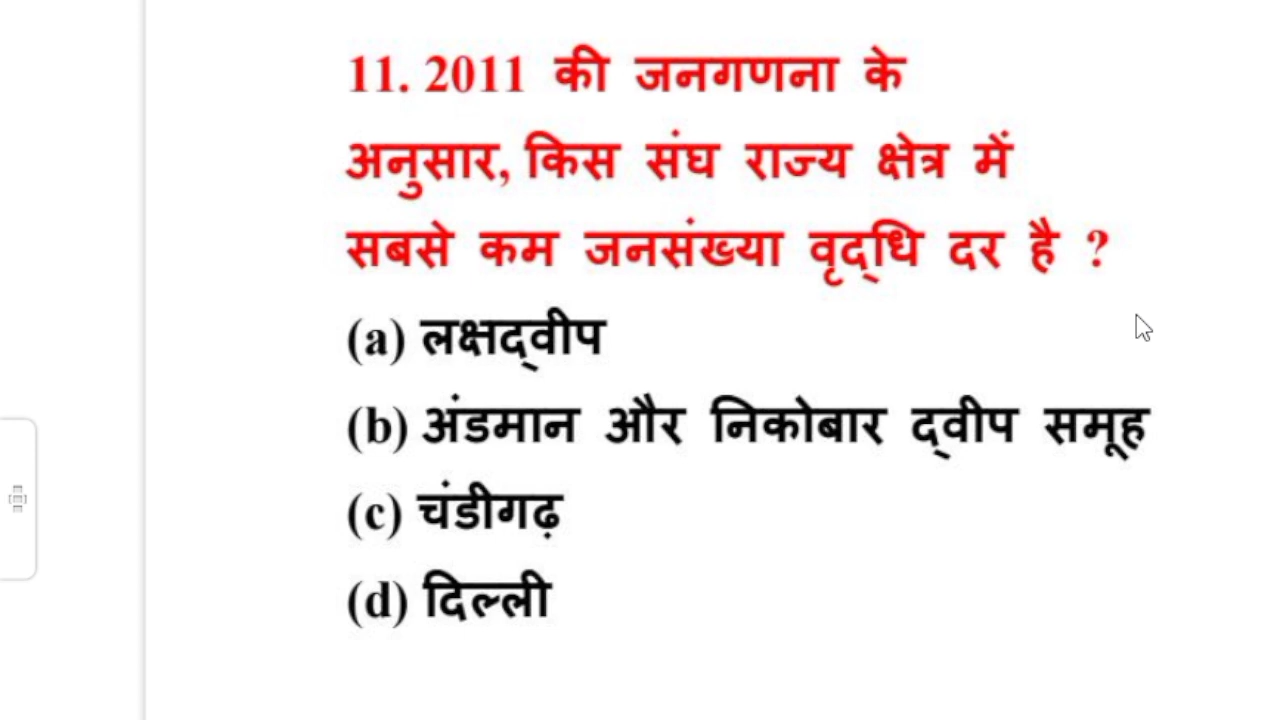 11. 2011 की जनगणना के
अनुसार, किस संघ राज्य क्षेत्र में
सबसे कम जनसंख्या वृद्धि दर है ?
(a) लक्षद्वीप
(b) अंडमान और निकोबार द्वीप समूह
(c) चंडीगढ़
(d) दिल्ली